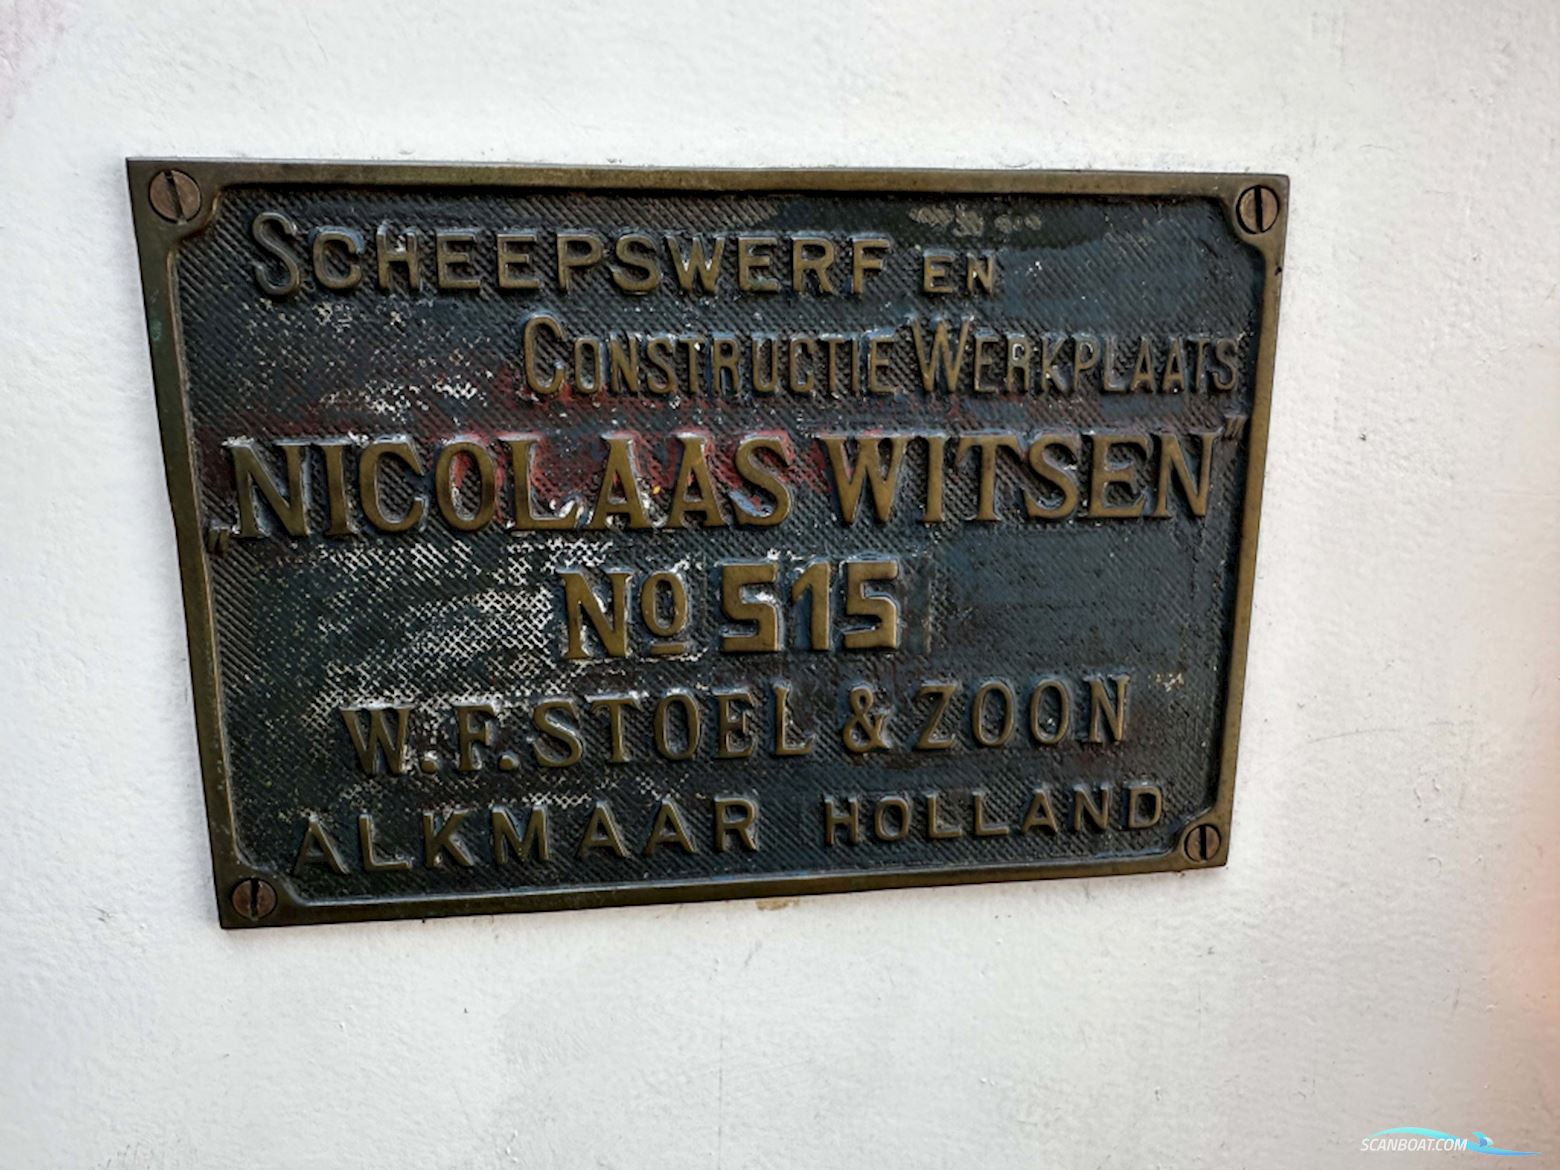 SCHEEPSWERF EN
CONSTRUCTIE WERKPLAATS
„NICOLAAS WITSEN”
No 515
W.F. STOEL & ZOON
ALKMAAR HOLLAND
SCANBOAT.COM